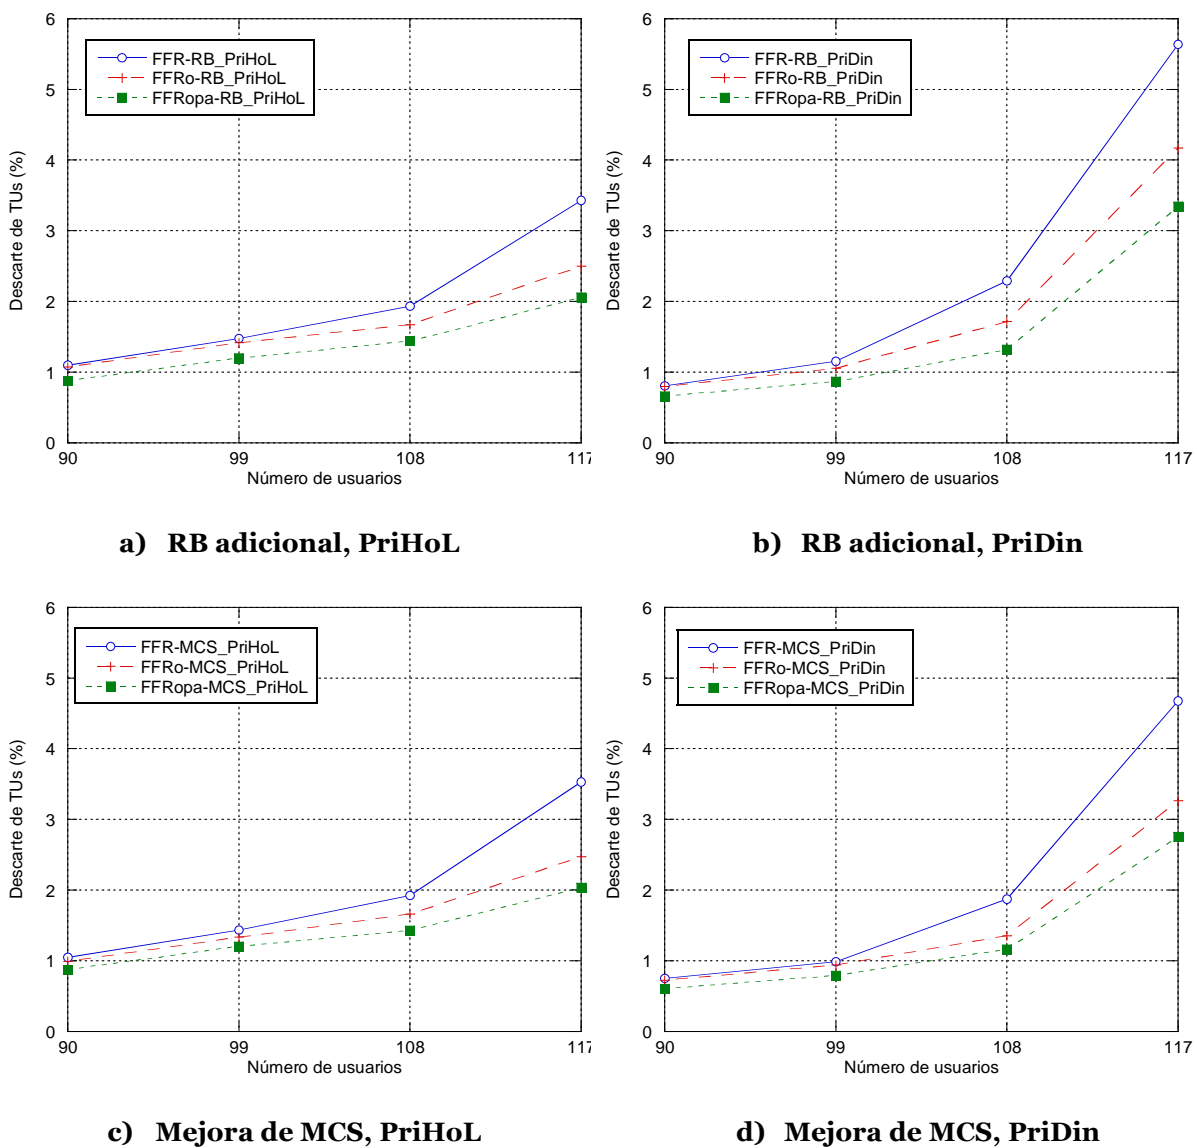 6
5
4
3
2
1
0
Descarte de TUs (%)
FFR-RB_PriHoL
FFRo-RB_PriHoL
FFRopa-RB_PriHoL
90
99
108
117
Número de usuarios
a) RB adicional, PriHoL
6
5
4
3
2
1
0
Descarte de TUs (%)
FFR-RB_PriDin
FFRo-RB_PriDin
FFRopa-RB_PriDin
90
99
108
117
Número de usuarios
b) RB adicional, PriDin
6
5
4
3
2
1
0
Descarte de TUs (%)
FFR-MCS_PriHoL
FFRo-MCS_PriHoL
FFRopa-MCS_PriHoL
90
99
108
117
Número de usuarios
c) Mejora de MCS, PriHoL
6
5
4
3
2
1
0
Descarte de TUs (%)
FFR-MCS_PriDin
FFRo-MCS_PriDin
FFRopa-MCS_PriDin
90
99
108
117
Número de usuarios
d) Mejora de MCS, PriDin